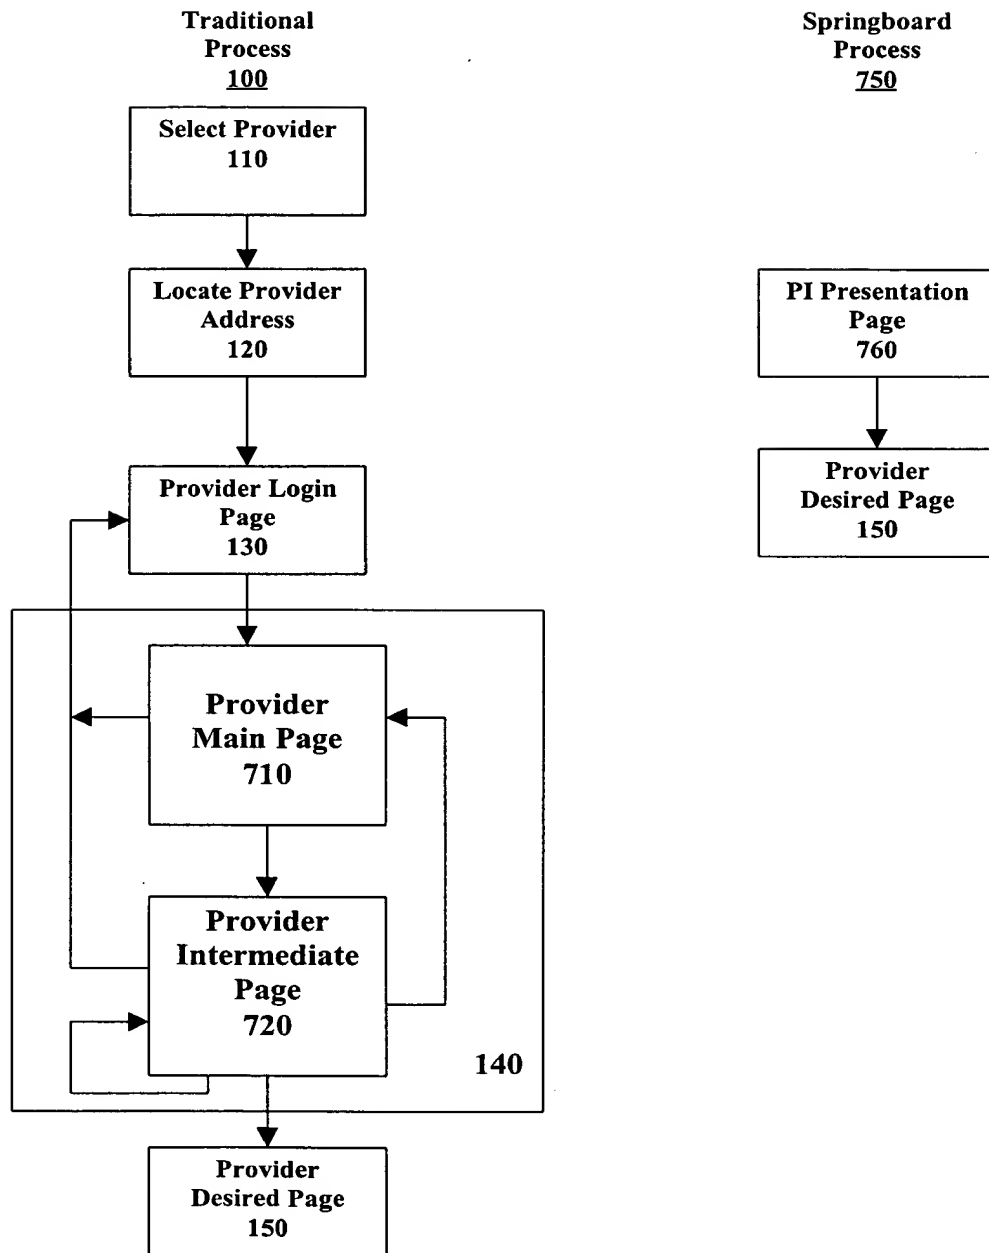 Traditional
Process
100
Select Provider
110
Locate Provider
Address
120
Provider Login
Page
130
Provider
Main Page
710
Provider
Intermediate
Page
720
140
Provider
Desired Page
150
Springboard
Process
750
PI Presentation
Page
760
Provider
Desired Page
150